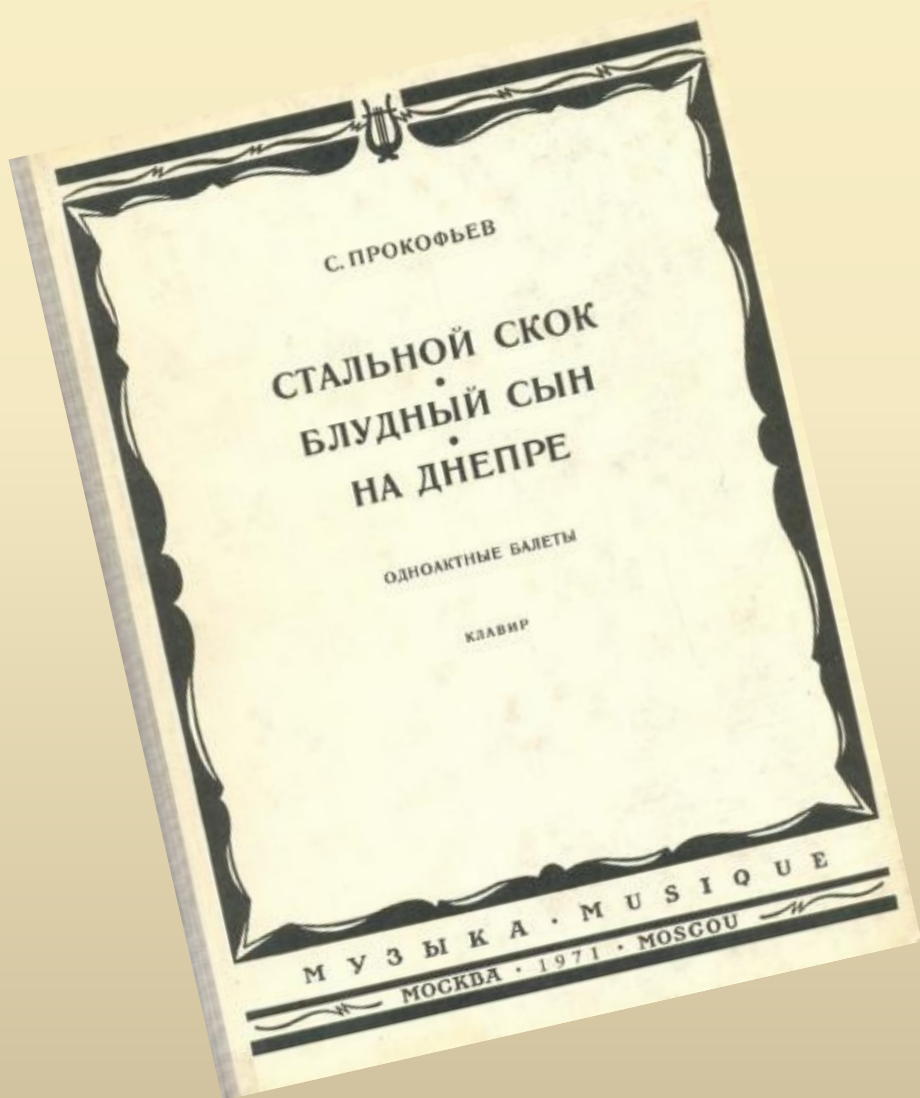 С. ПРОКОФЬЕВ
СТАЛЬНОЙ СКОК
•
БЛУДНЫЙ СЫН
•
НА ДНЕПРЕ
ОДНОАКТНЫЕ БАЛЕТЫ
КЛАВИР
МУЗЫКА · MUSIQUE
МОСКВА · 1971 · MOSCOU